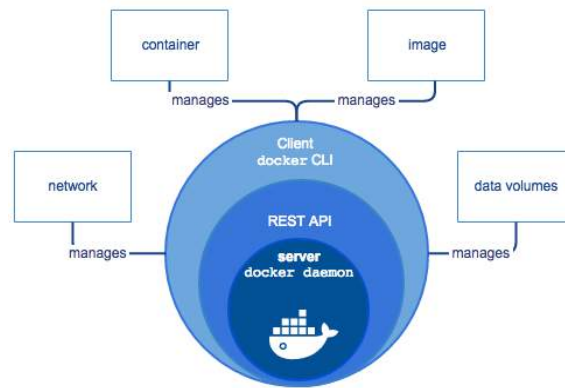 container
image
manages
manages
Client
docker CLI
network
data volumes
REST API
manages
manages
server
docker daemon